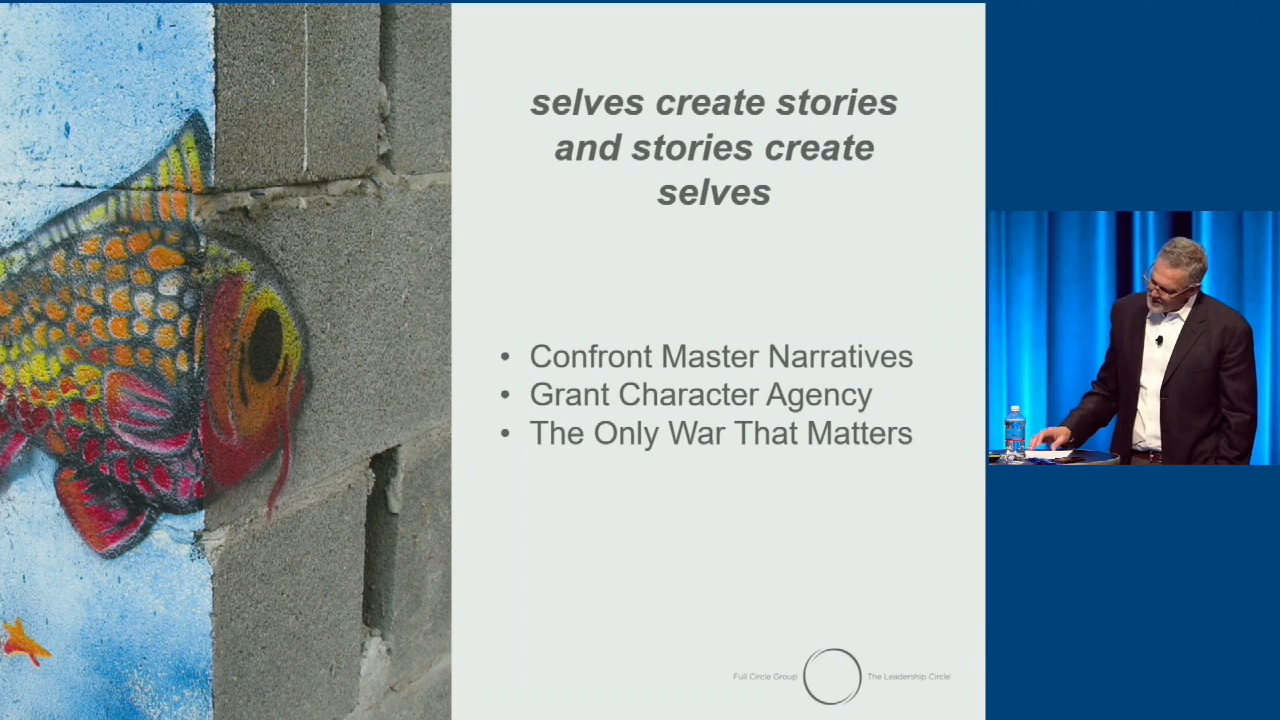 selves create stories
and stories create
selves
• Confront Master Narratives
• Grant Character Agency
• The Only War That Matters
Full Circle Group
The Leadership Circle